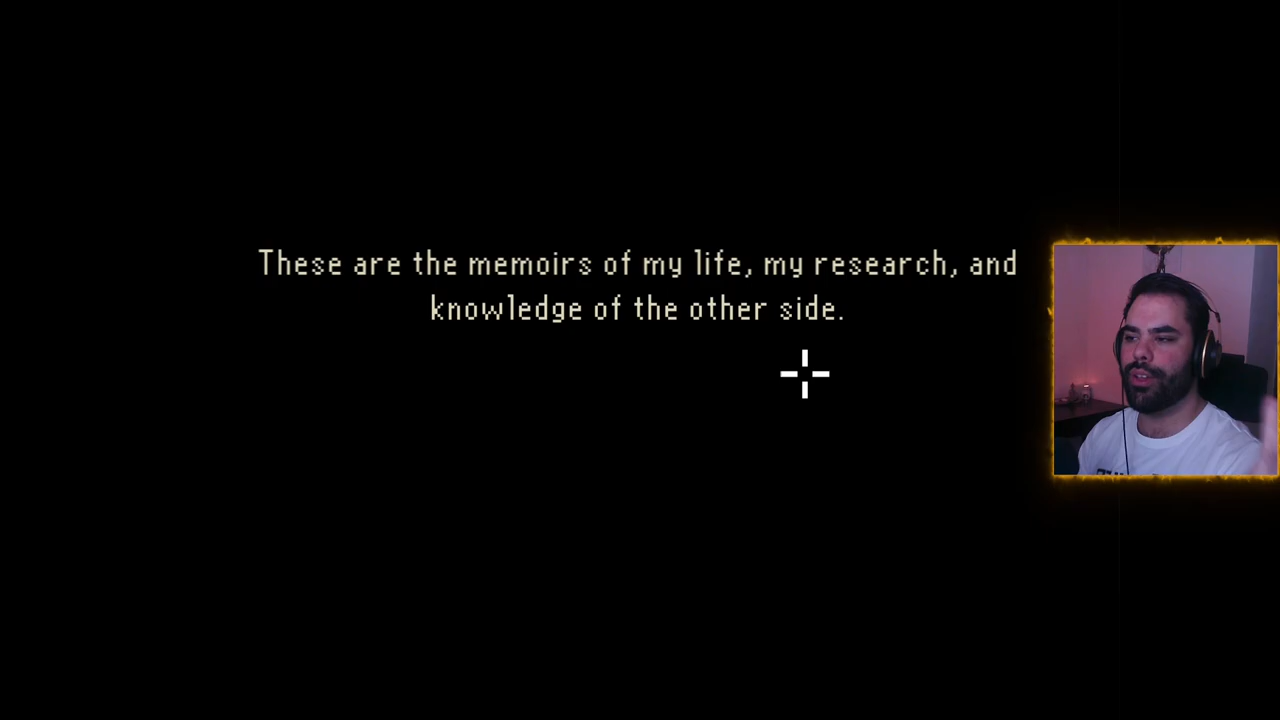 These are the memoirs of my life, my research, and
knowledge of the other side.